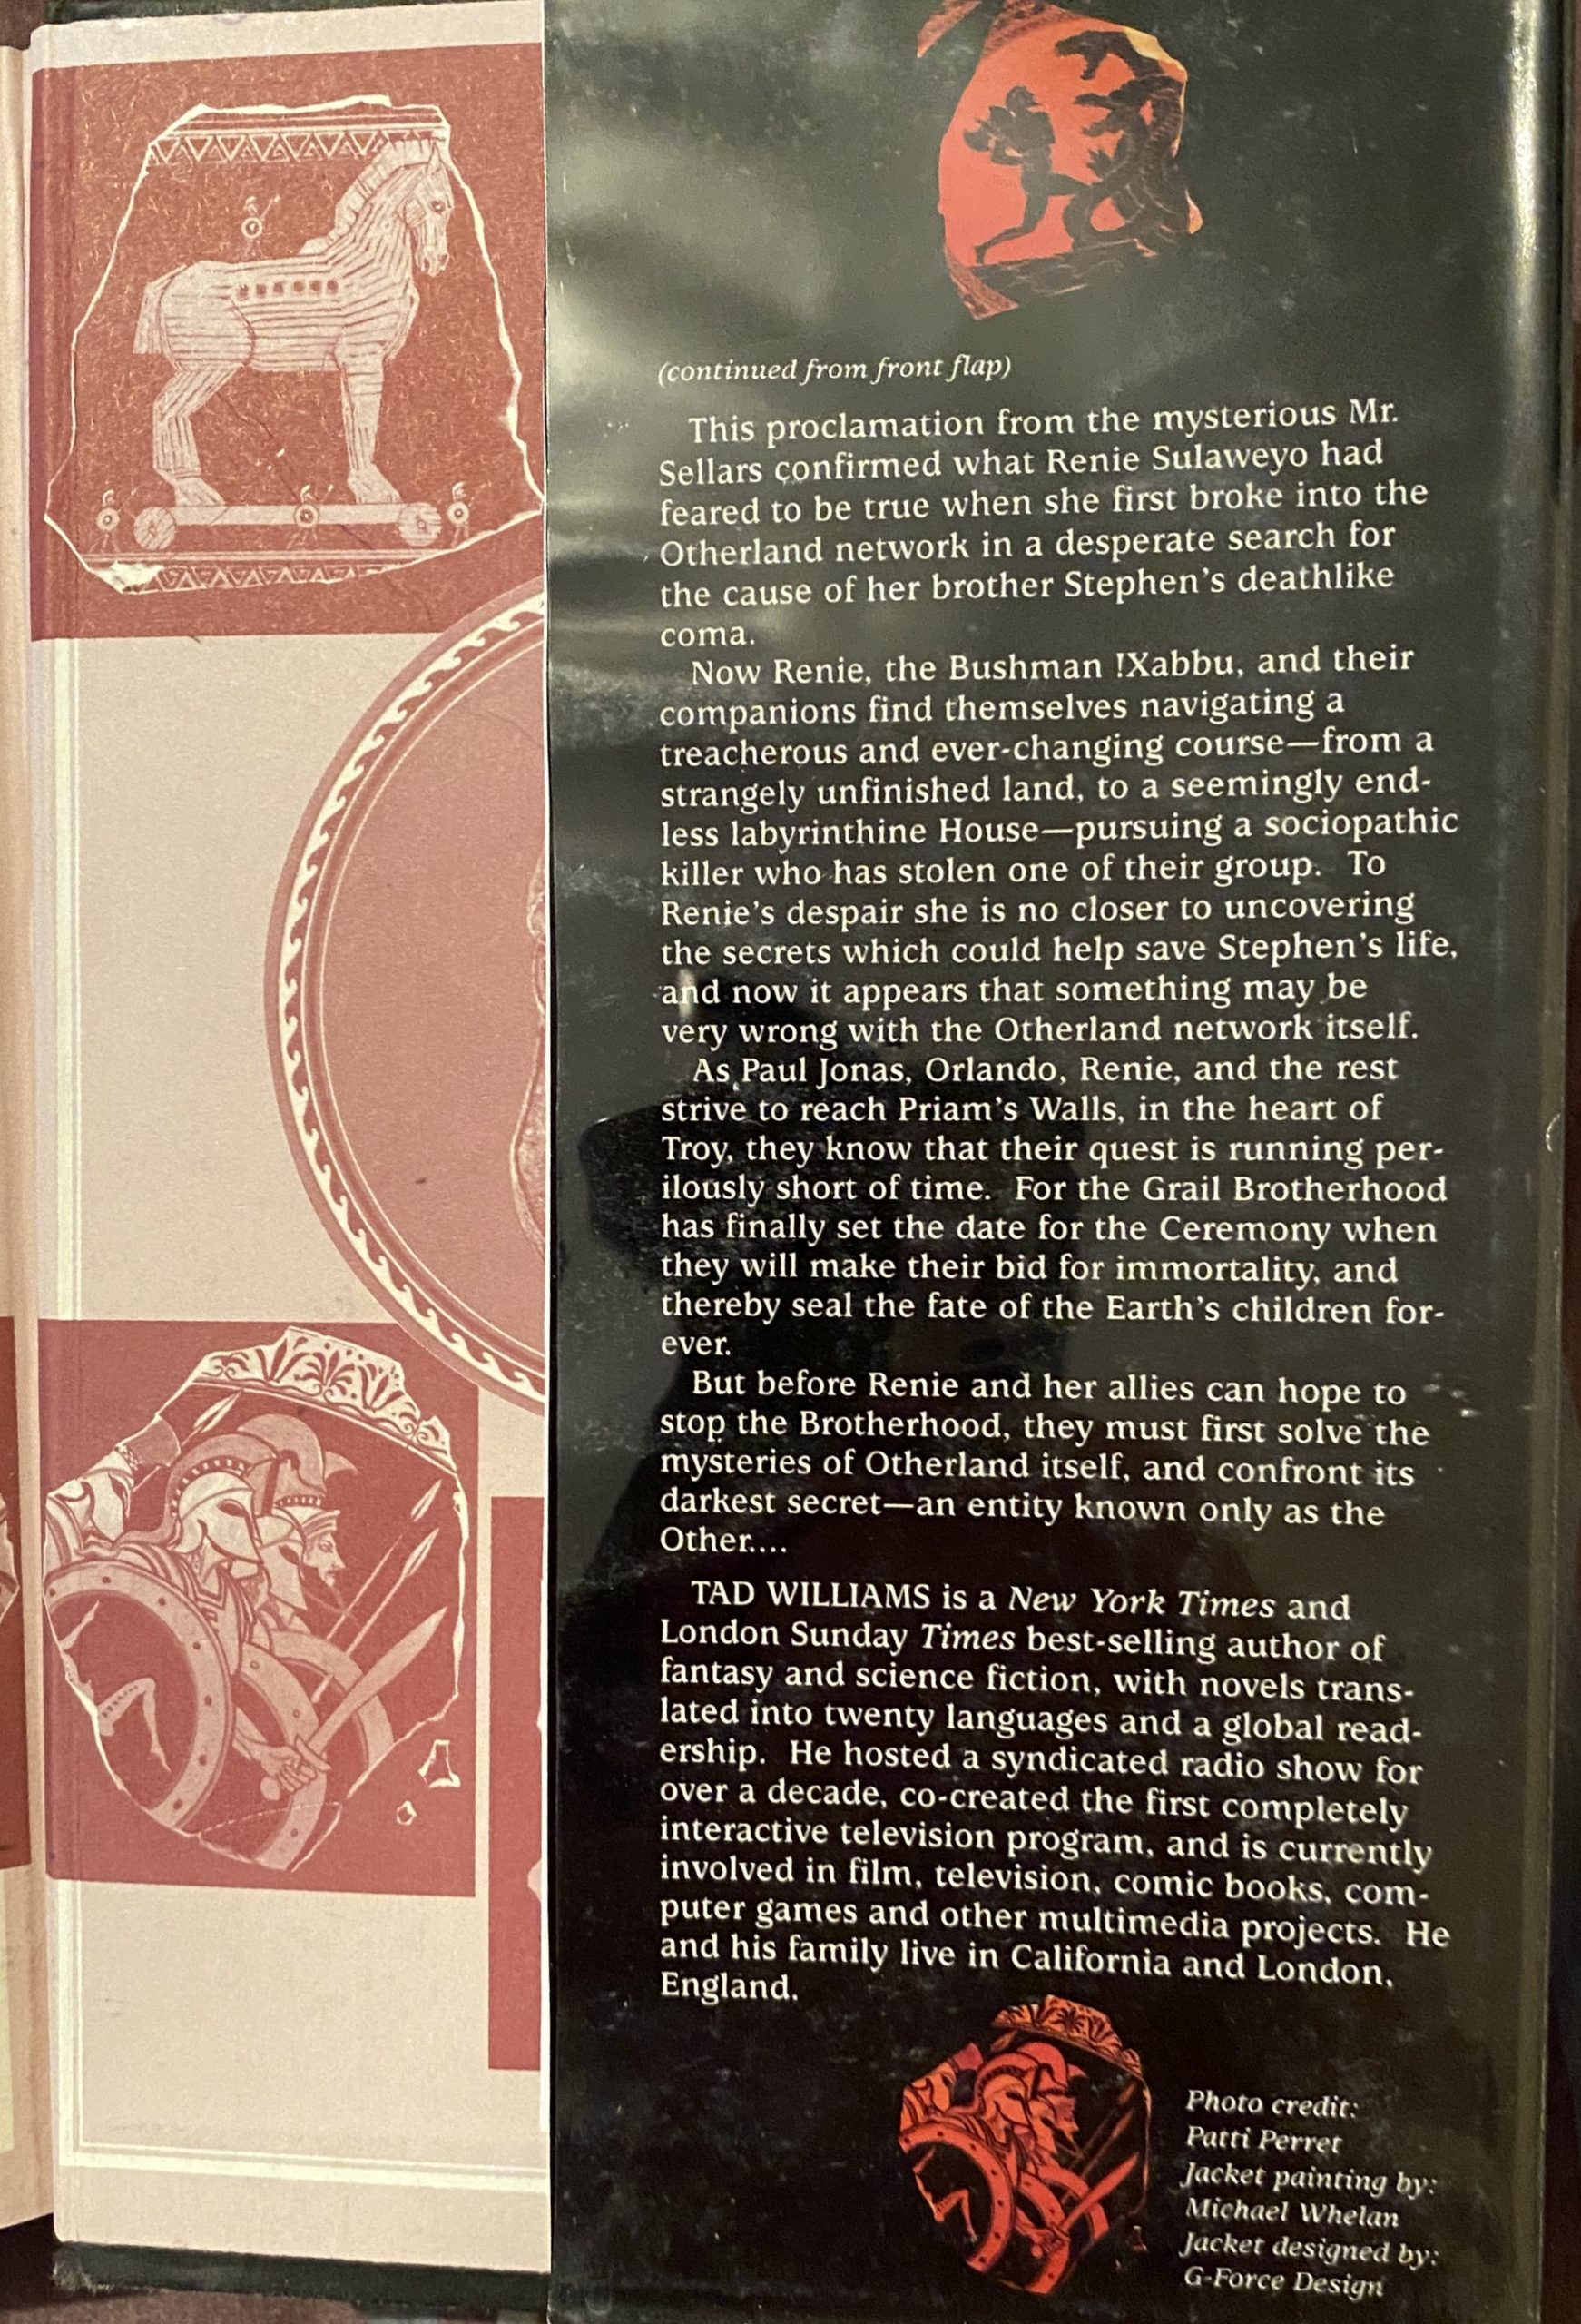 (continued from front flap)
This proclamation from the mysterious Mr.
Sellars confirmed what Renie Sulaweyo had
feared to be true when she first broke into the
Otherland network in a desperate search for
the cause of her brother Stephen's deathlike
coma.
Now Renie, the Bushman !Xabbu, and their
companions find themselves navigating a
treacherous and ever-changing course—from a
strangely unfinished land, to a seemingly end-
less labyrinthine House—pursuing a sociopathic
killer who has stolen one of their group. To
Renie's despair she is no closer to uncovering
the secrets which could help save Stephen's life,
and now it appears that something may be
very wrong with the Otherland network itself.
As Paul Jonas, Orlando, Renie, and the rest
strive to reach Priam's Walls, in the heart of
Troy, they know that their quest is running per-
ilously short of time. For the Grail Brotherhood
has finally set the date for the Ceremony when
they will make their bid for immortality, and
thereby seal the fate of the Earth's children for-
ever.
But before Renie and her allies can hope to
stop the Brotherhood, they must first solve the
mysteries of Otherland itself, and confront its
darkest secret—an entity known only as the
Other....
TAD WILLIAMS is a New York Times and
London Sunday Times best-selling author of
fantasy and science fiction, with novels trans-
lated into twenty languages and a global read-
ership. He hosted a syndicated radio show for
over a decade, co-created the first completely
interactive television program, and is currently
involved in film, television, comic books, com-
puter games and other multimedia projects. He
and his family live in California and London,
England.
Photo credit:
Patti Perret
Jacket painting by:
Michael Whelan
Jacket designed by:
G-Force Design